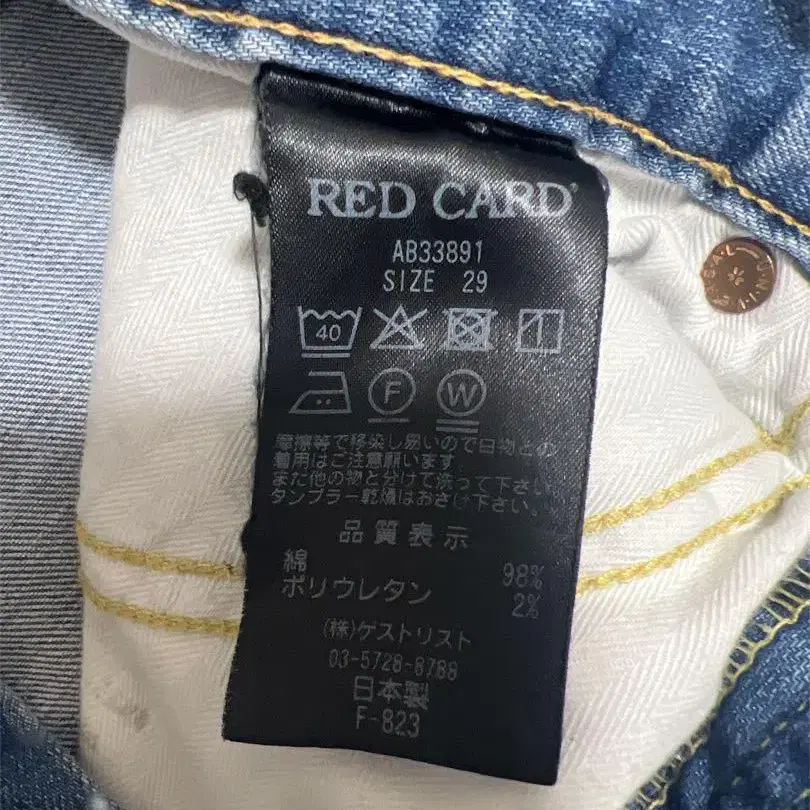 RED CARD
AB33891
SIZE 29
40
F
W
摩擦等で移染し易いので白物との
着用はご注意願います.
また他の物と分けて洗って下さい.
タンブラー乾燥はおさけ下さい.
品質表示
綿 98%
ポリウレタン 2%
(株)ゲストリスト
03-5728-8788
日本製
F-823